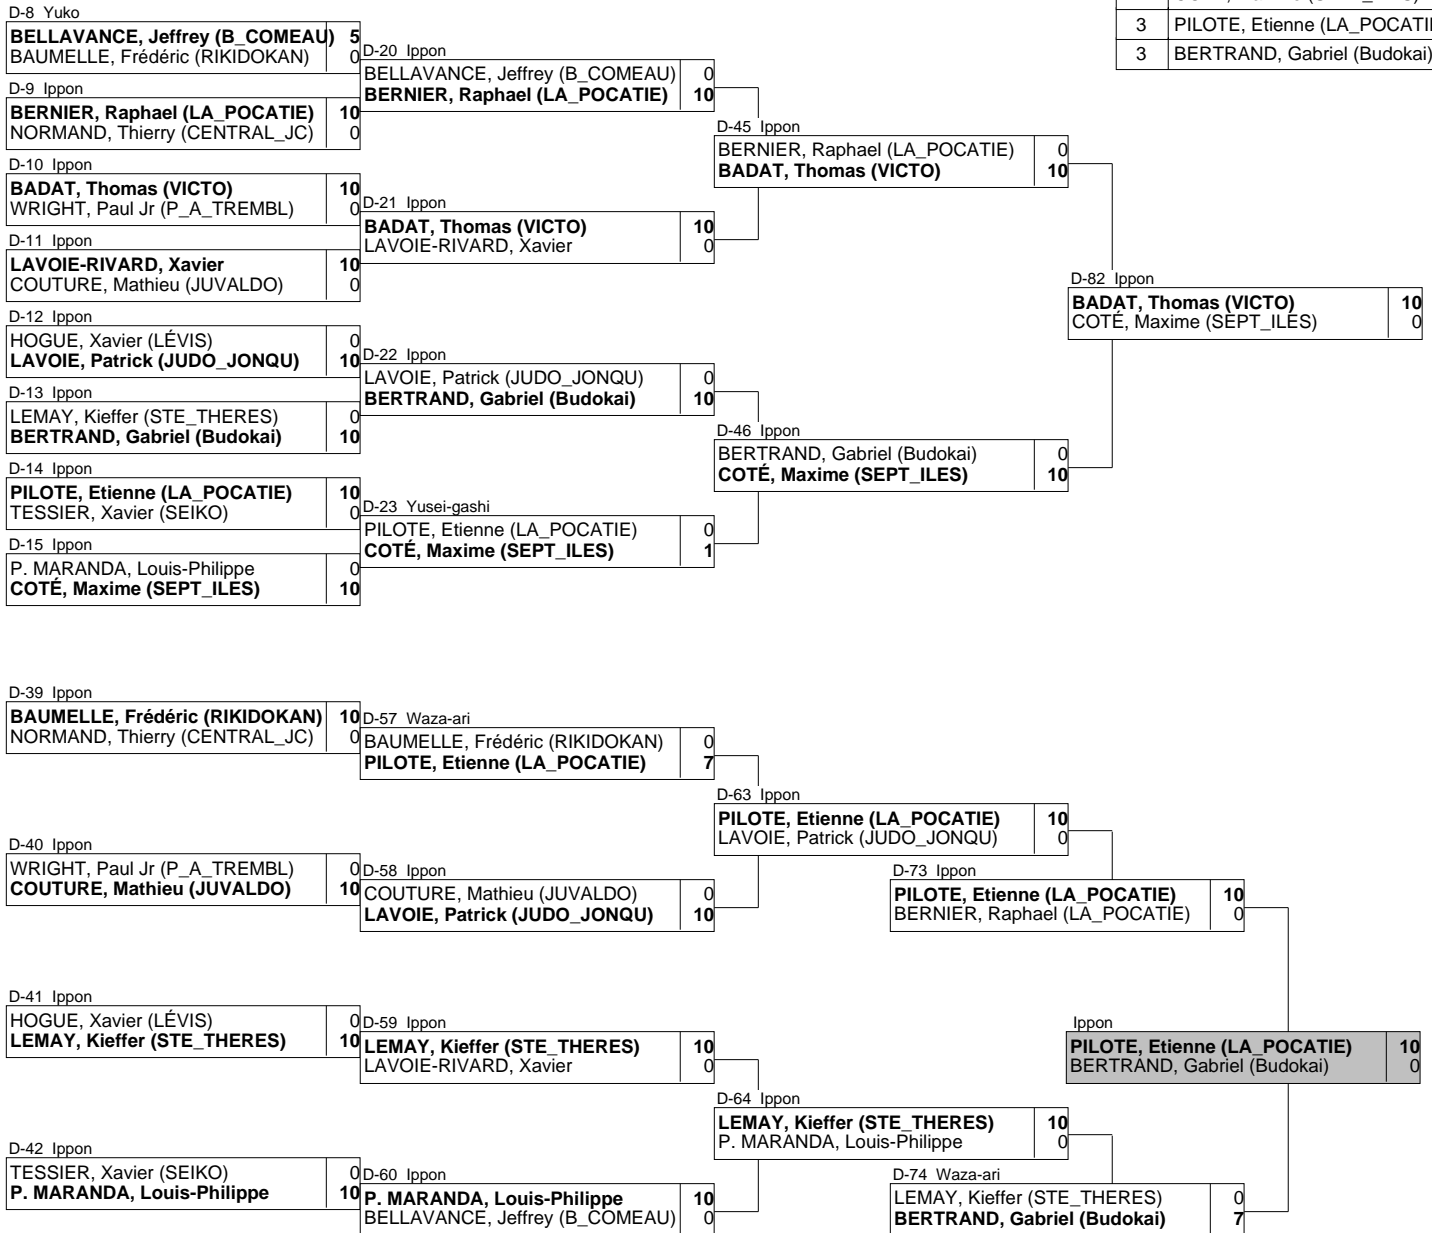 3 PILOTE, Etienne
3 BERTRAND, Gabriel (Budokai)
D-8 Yuko
BELLAVANCE, Jeffrey (B_COMEAU) 5
BAUMELLE, Frédéric (RIKIDOKAN) 0
D-9 Ippon
BERNIER, Raphael (LA_POCATIE) 10
NORMAND, Thierry (CENTRAL_JC) 0
D-10 Ippon
BADAT, Thomas (VICTO) 10
WRIGHT, Paul Jr (P_A_TREMBL) 0
D-11 Ippon
LAVOIE-RIVARD, Xavier 10
COUTURE, Mathieu (JUVALDO) 0
D-12 Ippon
HOGUE, Xavier (LÉVIS) 0
LAVOIE, Patrick (JUDO_JONQU) 10
D-13 Ippon
LEMAY, Kieffer (STE_THERES) 0
BERTRAND, Gabriel (Budokai) 10
D-14 Ippon
PILOTE, Etienne (LA_POCATIE) 10
TESSIER, Xavier (SEIKO) 0
D-15 Ippon
P. MARANDA, Louis-Philippe 0
COTÉ, Maxime (SEPT_ILES) 10
D-20 Ippon
BELLAVANCE, Jeffrey (B_COMEAU) 0
BERNIER, Raphael (LA_POCATIE) 10
D-21 Ippon
BADAT, Thomas (VICTO) 10
LAVOIE-RIVARD, Xavier 0
D-22 Ippon
LAVOIE, Patrick (JUDO_JONQU) 0
BERTRAND, Gabriel (Budokai) 10
D-23 Yusei-gashi
PILOTE, Etienne (LA_POCATIE) 0
COTÉ, Maxime (SEPT_ILES) 1
D-45 Ippon
BERNIER, Raphael (LA_POCATIE) 0
BADAT, Thomas (VICTO) 10
D-46 Ippon
BERTRAND, Gabriel (Budokai) 0
COTÉ, Maxime (SEPT_ILES) 10
D-82 Ippon
BADAT, Thomas (VICTO) 10
COTÉ, Maxime (SEPT_ILES) 0
D-39 Ippon
BAUMELLE, Frédéric (RIKIDOKAN) 10
NORMAND, Thierry (CENTRAL_JC) 0
D-40 Ippon
WRIGHT, Paul Jr (P_A_TREMBL) 0
COUTURE, Mathieu (JUVALDO) 10
D-41 Ippon
HOGUE, Xavier (LÉVIS) 0
LEMAY, Kieffer (STE_THERES) 10
D-42 Ippon
TESSIER, Xavier (SEIKO) 0
P. MARANDA, Louis-Philippe 10
D-57 Waza-ari
BAUMELLE, Frédéric (RIKIDOKAN) 0
PILOTE, Etienne (LA_POCATIE) 7
D-58 Ippon
COUTURE, Mathieu (JUVALDO) 0
LAVOIE, Patrick (JUDO_JONQU) 10
D-59 Ippon
LEMAY, Kieffer (STE_THERES) 10
LAVOIE-RIVARD, Xavier 0
D-60 Ippon
P. MARANDA, Louis-Philippe 10
BELLAVANCE, Jeffrey (B_COMEAU) 0
D-63 Ippon
PILOTE, Etienne (LA_POCATIE) 10
LAVOIE, Patrick (JUDO_JONQU) 0
D-64 Ippon
LEMAY, Kieffer (STE_THERES) 10
P. MARANDA, Louis-Philippe 0
D-73 Ippon
PILOTE, Etienne (LA_POCATIE) 10
BERNIER, Raphael (LA_POCATIE) 0
D-74 Waza-ari
LEMAY, Kieffer (STE_THERES) 0
BERTRAND, Gabriel (Budokai) 7
Ippon
PILOTE, Etienne (LA_POCATIE) 10
BERTRAND, Gabriel (Budokai) 0